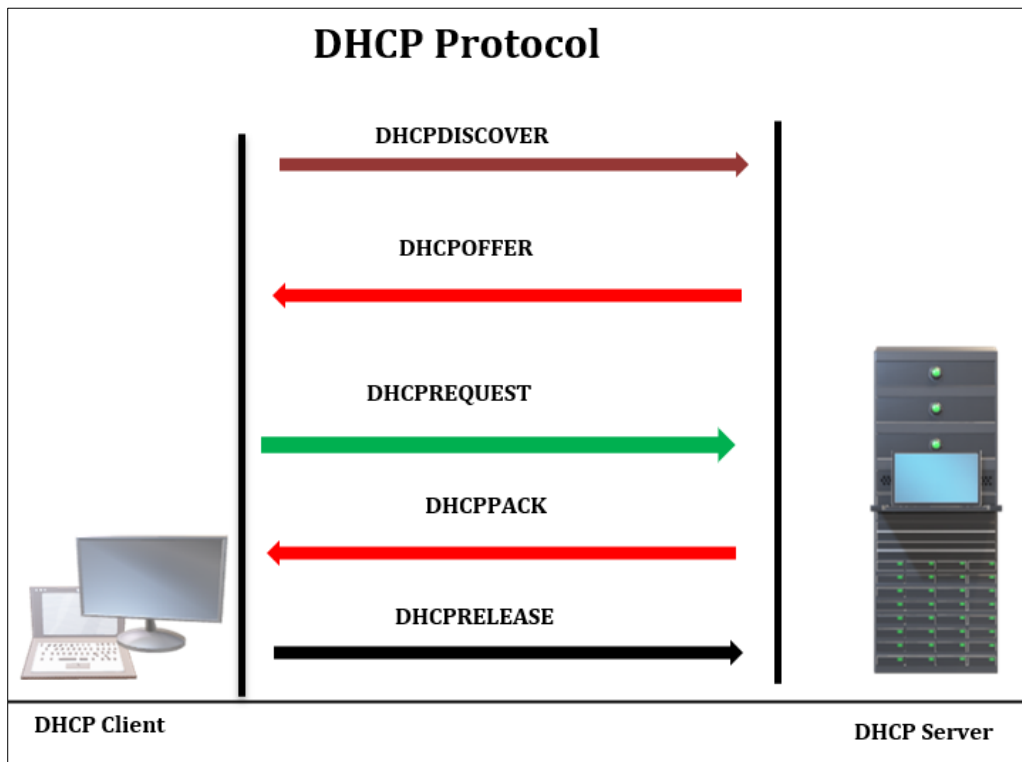 DHCP Protocol
DHCPDISCOVER
DHCPOFFER
DHCPREQUEST
DHCPPACK
DHCPRELEASE
DHCP Client
DHCP Server